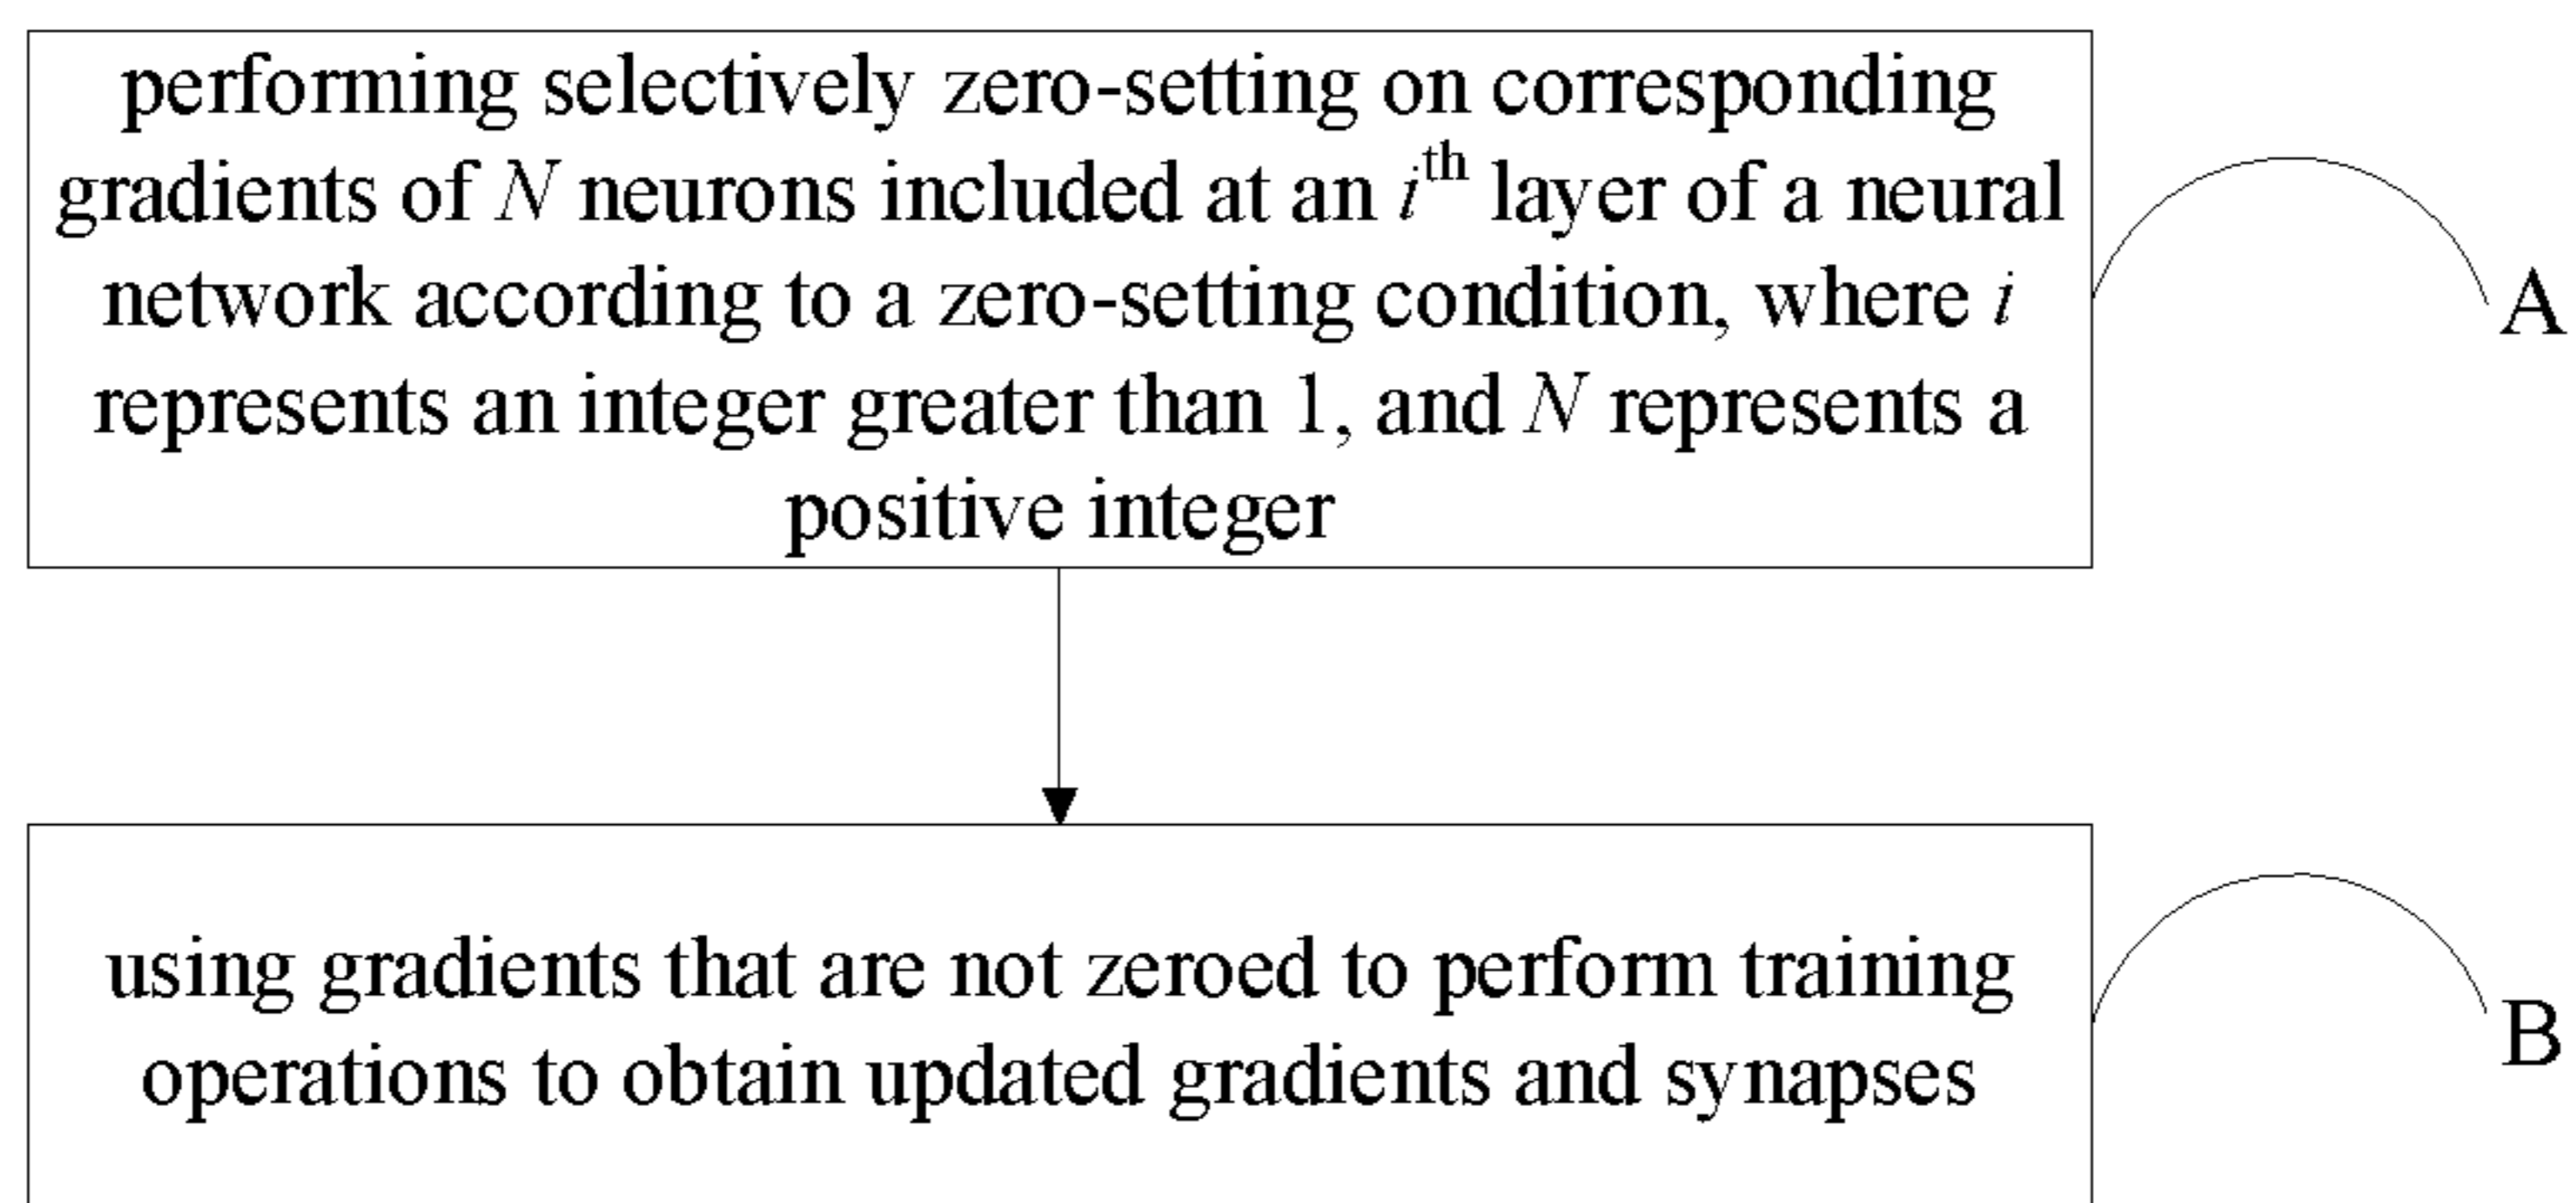 performing selectively zero-setting on corresponding
gradients of N neurons included at an i^th layer of a neural
network according to a zero-setting condition, where i
represents an integer greater than 1, and N represents a
positive integer
A
using gradients that are not zeroed to perform training
operations to obtain updated gradients and synapses
B